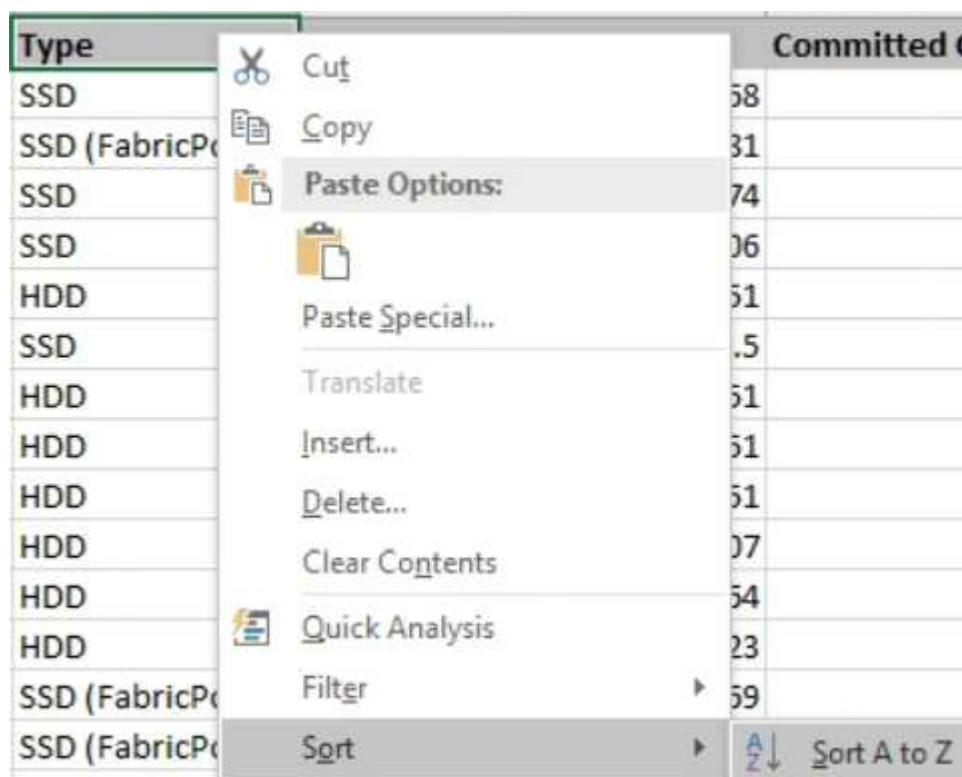 Type
Committed
SSD
SSD (FabricPo
SSD
SSD
HDD
SSD
HDD
HDD
HDD
HDD
HDD
HDD
SSD (FabricPo
SSD (FabricPo
Cut
Copy
Paste Options:
Paste Special...
Translate
Insert...
Delete...
Clear Contents
Quick Analysis
Filter
Sort
58
31
74
06
51
.5
51
51
51
07
54
23
59
Sort A to Z